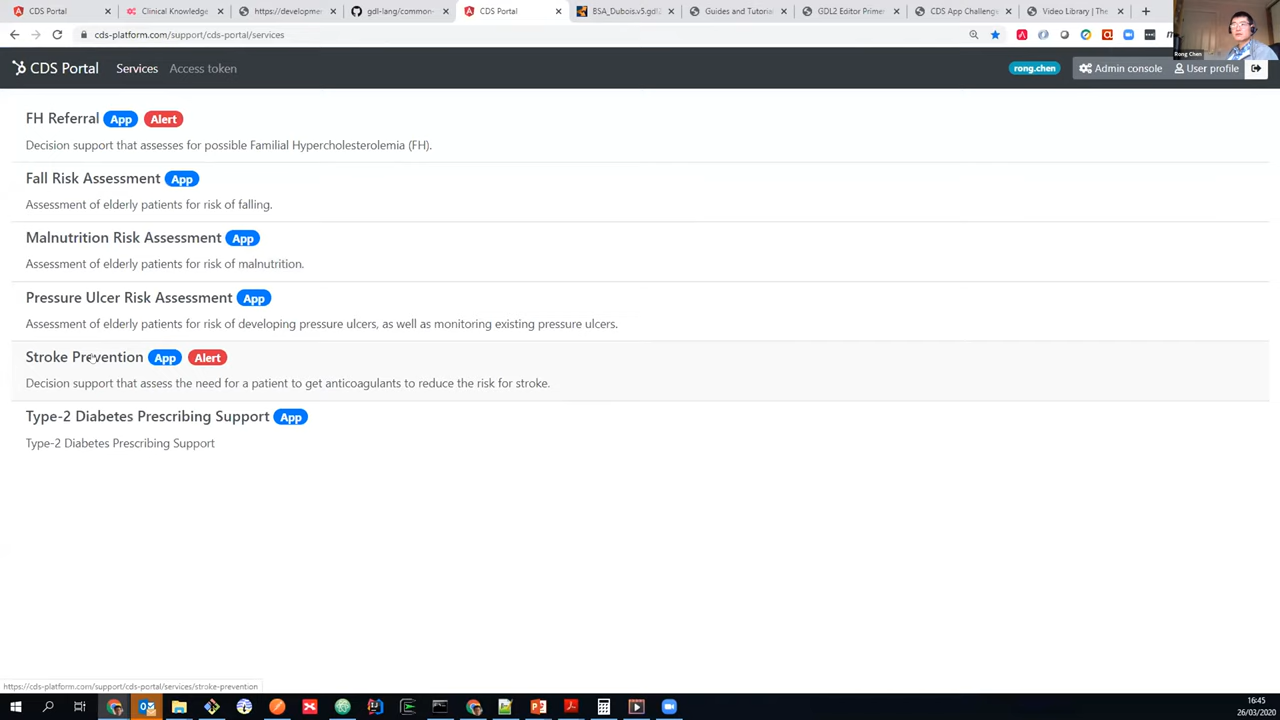 CDS Portal
Clinical Knowledge
https://developme
gdl-lang/common-
CDS Portal
BSA_Dubois.v5.gdl2
Guides and Tutoria
GDL2 Editor Prime
CDS App Challeng
Video Library | The
cds-platform.com/support/cds-portal/services
Rong Chen
CDS Portal
Services
Access token
rong.chen
Admin console
User profile
FH Referral App Alert
Decision support that assesses for possible Familial Hypercholesterolemia (FH).
Fall Risk Assessment App
Assessment of elderly patients for risk of falling.
Malnutrition Risk Assessment App
Assessment of elderly patients for risk of malnutrition.
Pressure Ulcer Risk Assessment App
Assessment of elderly patients for risk of developing pressure ulcers, as well as monitoring existing pressure ulcers.
Stroke Prevention App Alert
Decision support that assess the need for a patient to get anticoagulants to reduce the risk for stroke.
Type-2 Diabetes Prescribing Support App
Type-2 Diabetes Prescribing Support
https://cds-platform.com/support/cds-portal/services/stroke-prevention
16:45
26/03/2020